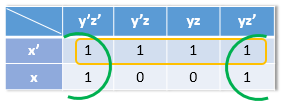 y’z’ y’z yz yz’
x’ 1 1 1 1
x 1 0 0 1